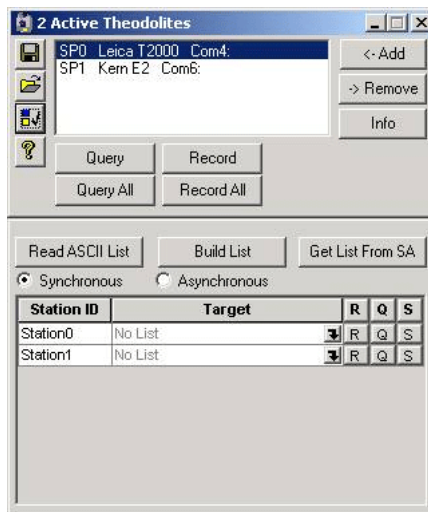 2 Active Theodolites
SP0 Leica T2000 Com4:
SP1 Kern E2 Com6:
<- Add
-> Remove
Info
?
Query
Record
Query All
Record All
Read ASCII List
Build List
Get List From SA
Synchronous
Asynchronous
Station ID Target R Q S
Station0 No List R Q S
Station1 No List R Q S